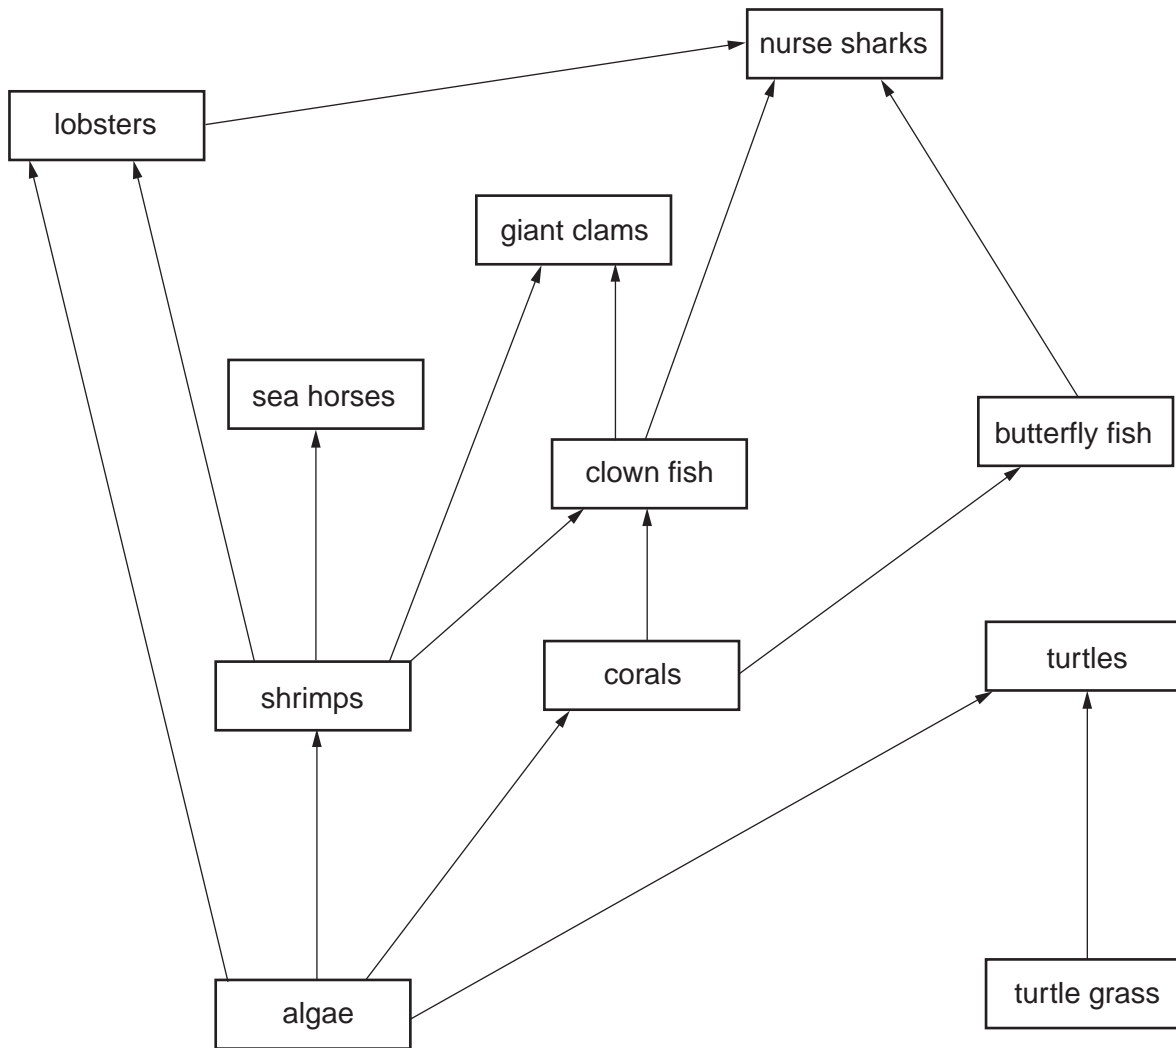 nurse sharks
lobsters
giant clams
sea horses
butterfly fish
clown fish
turtles
corals
shrimps
turtle grass
algae